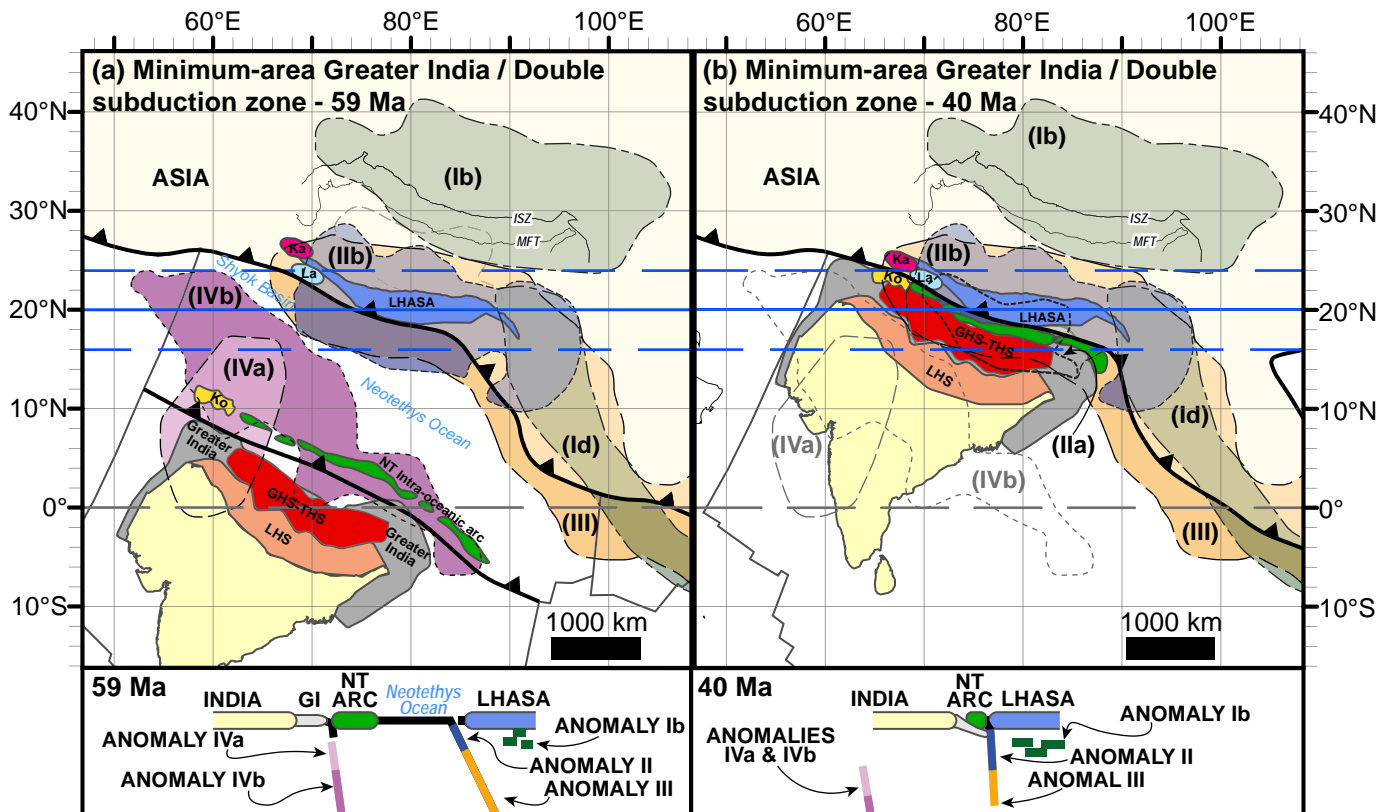 60°E
80°E
100°E
60°E
80°E
100°E
(a) Minimum-area Greater India / Double
subduction zone - 59 Ma
(b) Minimum-area Greater India / Double
subduction zone - 40 Ma
40°N
30°N
20°N
10°N
0°
10°S
40°N
30°N
20°N
10°N
0°
10°S
ASIA
(Ib)
ISZ
MFT
Ka
La
(IIb)
Shyok Basin
(IVb)
LHASA
(IVa)
Ko
Neotethys Ocean
Greater
India
(Id)
NT Intra-oceanic arc
GHS-THS
LHS
Greater
India
(III)
1000 km
ASIA
(Ib)
ISZ
MFT
Ka
Ko
La
(IIb)
LHASA
GHS-THS
LHS
(IVa)
(IIa)
(Id)
(IVb)
(III)
1000 km
59 Ma
INDIA
GI
NT
ARC
Neotethys
Ocean
LHASA
ANOMALY IVa
ANOMALY IVb
ANOMALY Ib
ANOMALY II
ANOMALY III
40 Ma
INDIA
NT
ARC
LHASA
ANOMALIES
IVa & IVb
ANOMALY Ib
ANOMALY II
ANOMAL III